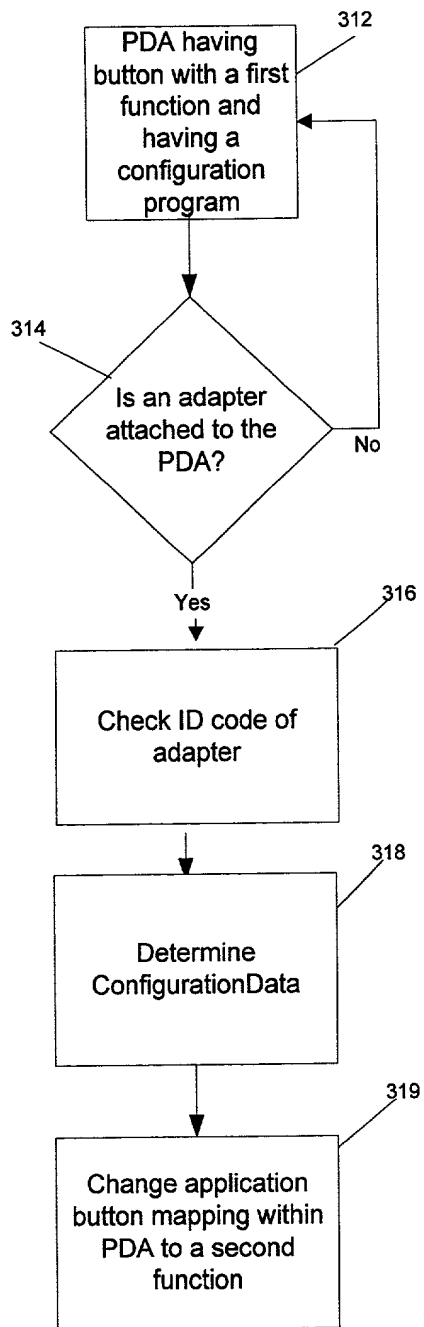 312
PDA having
button with a first
function and
having a
configuration
program
314
Is an adapter
attached to the
PDA?
No
Yes
316
Check ID code of
adapter
318
Determine
ConfigurationData
319
Change application
button mapping within
PDA to a second
function